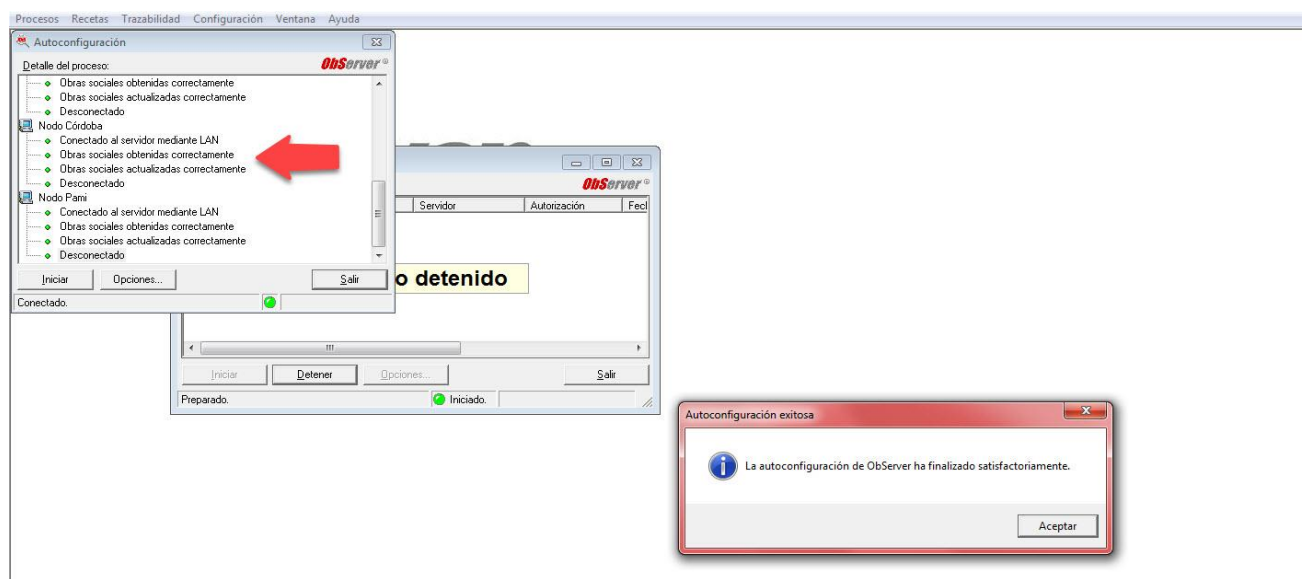 Procesos Recetas Trazabilidad Configuración Ventana Ayuda
Autoconfiguración
Detalle del proceso:
ObServer ®
Obras sociales obtenidas correctamente
Obras sociales actualizadas correctamente
Desconectado
Nodo Córdoba
Conectado al servidor mediante LAN
Obras sociales obtenidas correctamente
Obras sociales actualizadas correctamente
Desconectado
Nodo Pami
Conectado al servidor mediante LAN
Obras sociales obtenidas correctamente
Obras sociales actualizadas correctamente
Desconectado
Iniciar Opciones... Salir
Conectado.
ObServer ®
Servidor Autorización Fecl
o detenido
Iniciar Detener Opciones... Salir
Preparado. Iniciado.
Autoconfiguración exitosa
La autoconfiguración de ObServer ha finalizado satisfactoriamente.
Aceptar